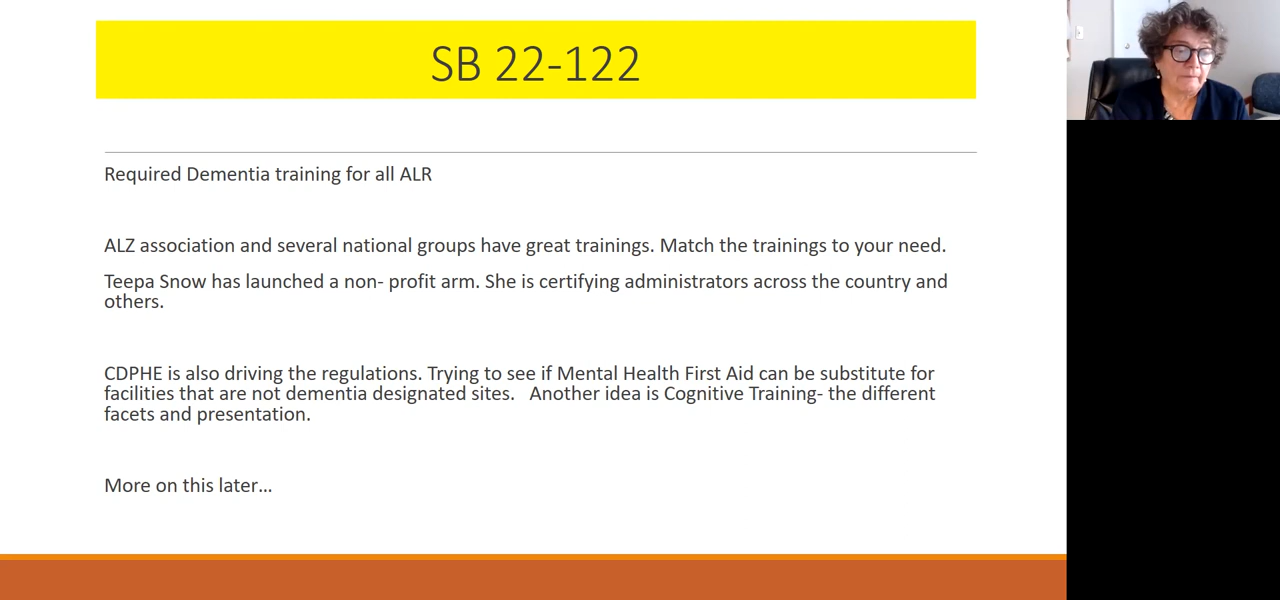 SB 22-122
Required Dementia training for all ALR
ALZ association and several national groups have great trainings. Match the trainings to your need.
Teepa Snow has launched a non- profit arm. She is certifying administrators across the country and
others.
CDPHE is also driving the regulations. Trying to see if Mental Health First Aid can be substitute for
facilities that are not dementia designated sites.   Another idea is Cognitive Training- the different
facets and presentation.
More on this later…